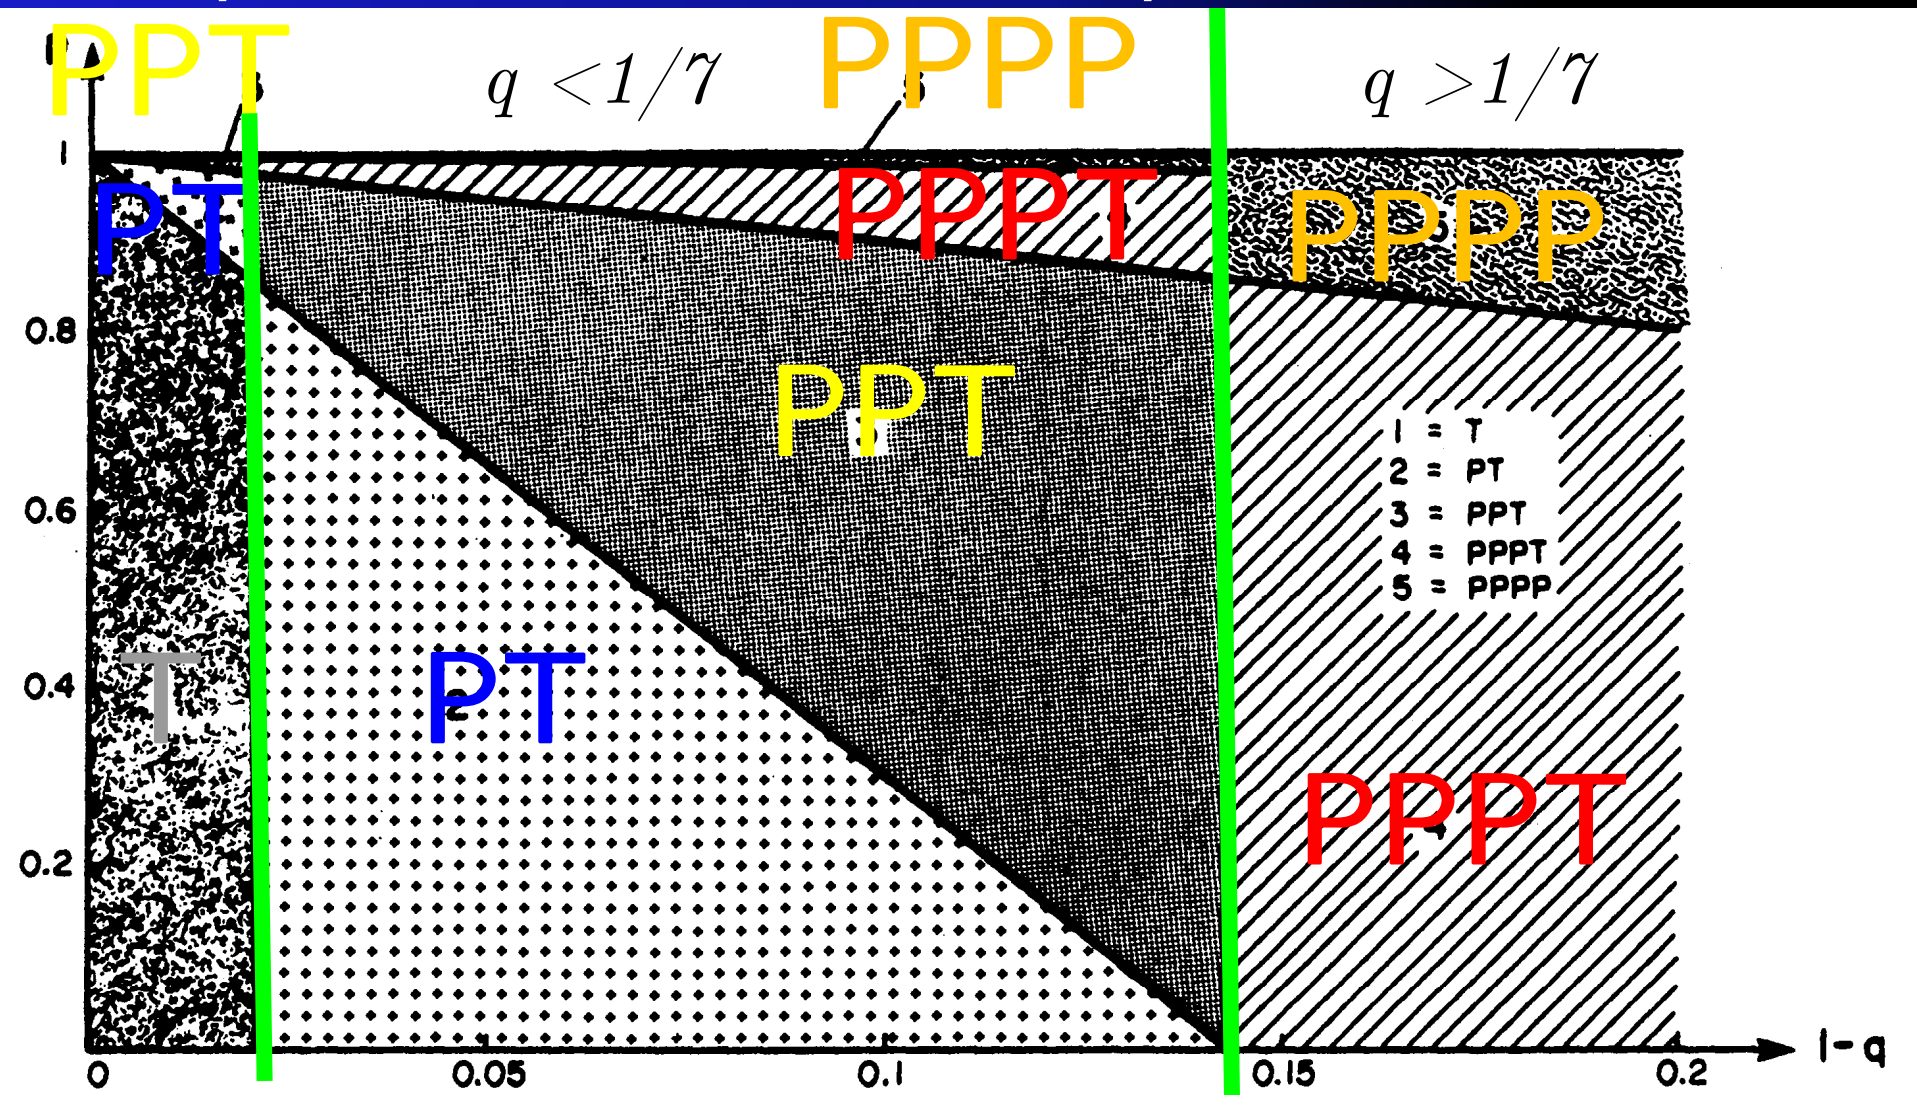 PPT
q < 1/7
PPPP
q > 1/7
1
PT
PPPT
PPPP
0.8
PPT
1 = T
2 = PT
3 = PPT
4 = PPPT
5 = PPPP
0.6
T
PT
0.4
PPPT
0.2
1-q
0
0.05
0.1
0.15
0.2